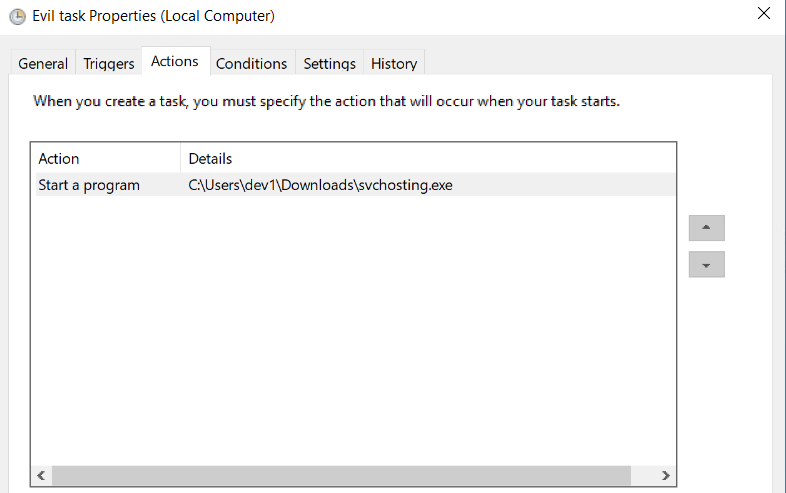 Evil task Properties (Local Computer)
General Triggers Actions Conditions Settings History
When you create a task, you must specify the action that will occur when your task starts.
Action Details
Start a program C:\Users\dev1\Downloads\svchosting.exe